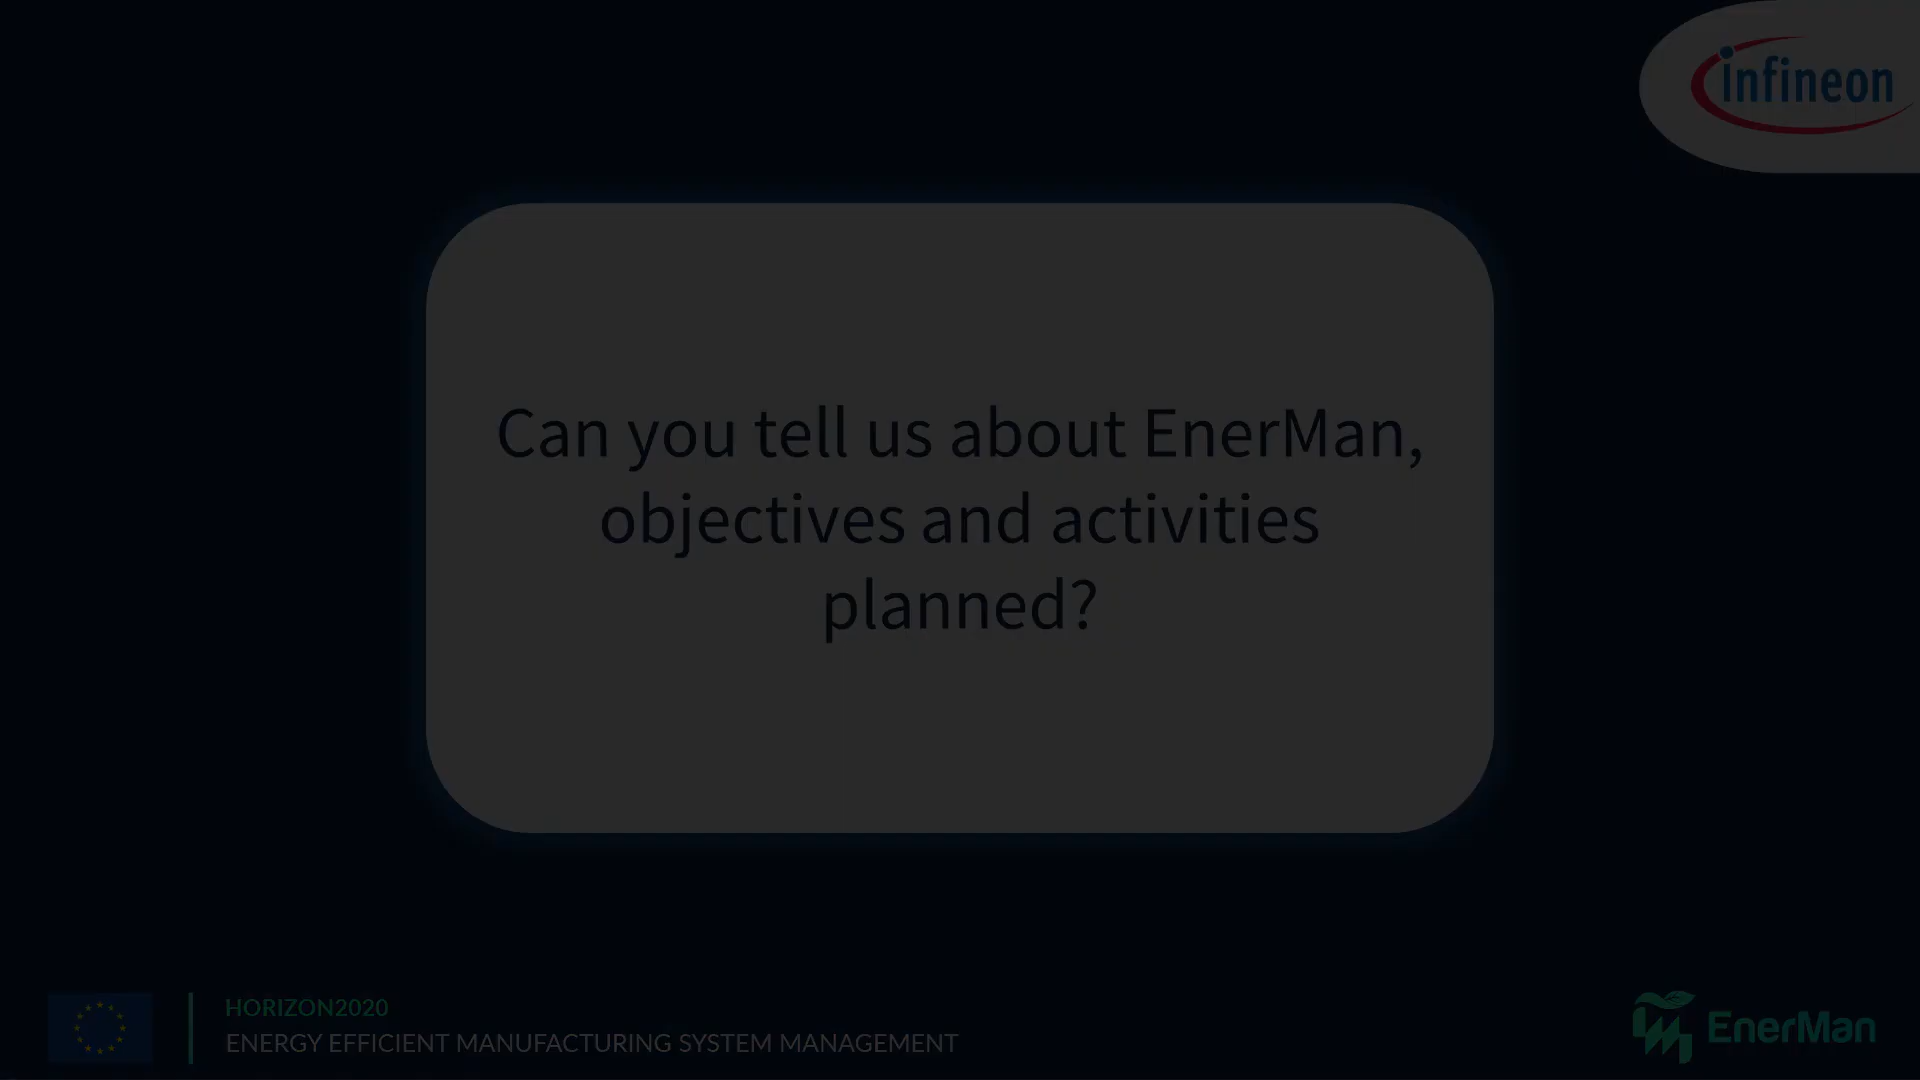 infineon
Can you tell us about EnerMan,
objectives and activities
planned?
HORIZON2020
ENERGY EFFICIENT MANUFACTURING SYSTEM MANAGEMENT
EnerMan